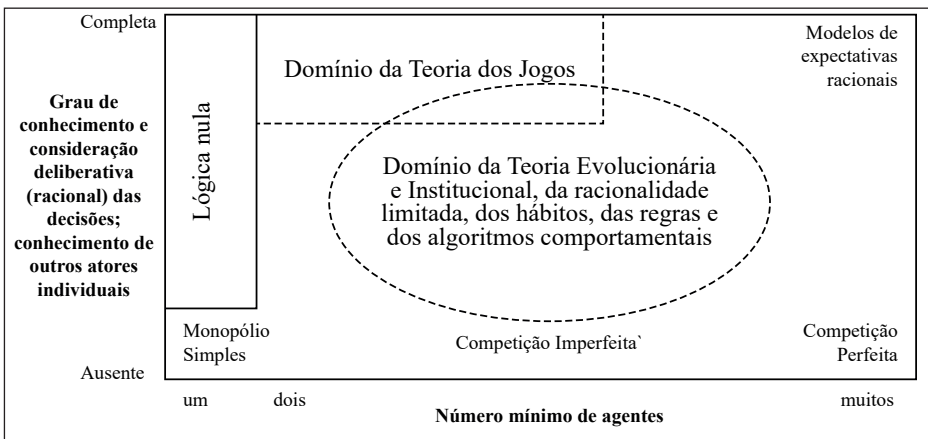 Completa
Grau de
conhecimento e
consideração
deliberativa
(racional) das
decisões;
conhecimento de
outros atores
individuais
Ausente
Lógica nula
Domínio da Teoria dos Jogos
Modelos de
expectativas
racionais
Domínio da Teoria Evolucionária
e Institucional, da racionalidade
limitada, dos hábitos, das regras e
dos algoritmos comportamentais
Monopólio
Simples
Competição Imperfeita`
Competição
Perfeita
um
dois
muitos
Número mínimo de agentes